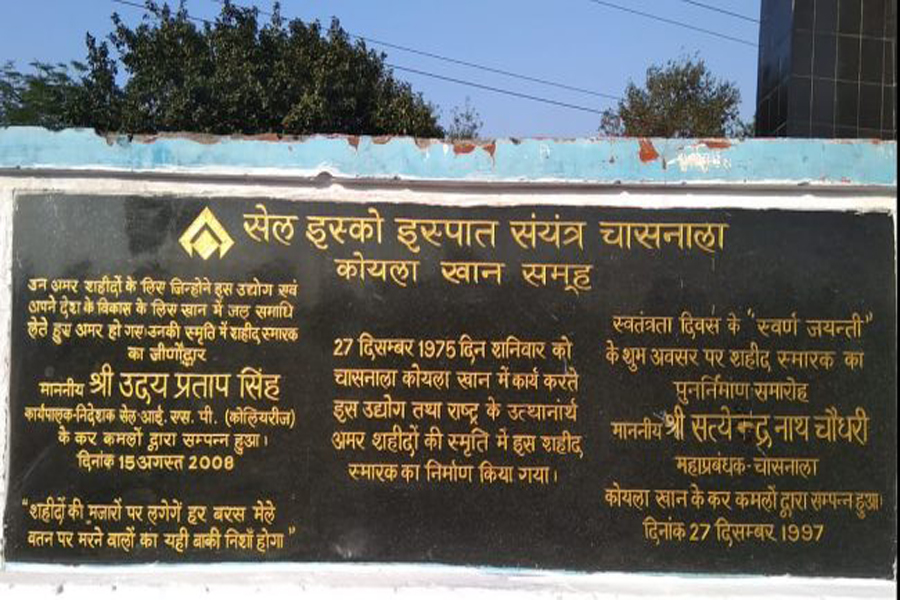 सेल इस्को इस्पात संयंत्र चासनाला
कोयला खान समूह
उन अमर शहीदों के लिए जिन्होने इस उद्योग एवं
अपने देश के विकास के लिए खान में जल समाधि
लेते हुए अमर हो गए उनकी स्मृति में शहीद स्मारक
का जीर्णोद्वार
माननीय श्री उदय प्रताप सिंह
कार्यपालक-निदेशक सेल-आई. एस. पी. (कोलियरीज)
के कर कमलों द्वारा सम्पन्न हुआ।
दिनांक 15 अगस्त 2008
"शहीदों की मजारों पर लगेगें हर बरस मेले
वतन पर मरने वालों का यही बाकी निशाँ होगा"
27 दिसम्बर 1975 दिन शनिवार को
चासनाला कोयला खान में कार्य करते
इस उद्योग तथा राष्ट्र के उत्थानार्थ
अमर शहीदों की स्मृति में इस शहीद
स्मारक का निर्माण किया गया।
स्वतंत्रता दिवस के "स्वर्ण जयन्ती"
के शुभ अवसर पर शहीद स्मारक का
पुनर्निमाण समारोह
माननीय श्री सत्येन्द्र नाथ चौधरी
महाप्रबंधक-चासनाला
कोयला खान के कर कमलों द्वारा सम्पन्न हुआ।
दिनांक 27 दिसम्बर 1997